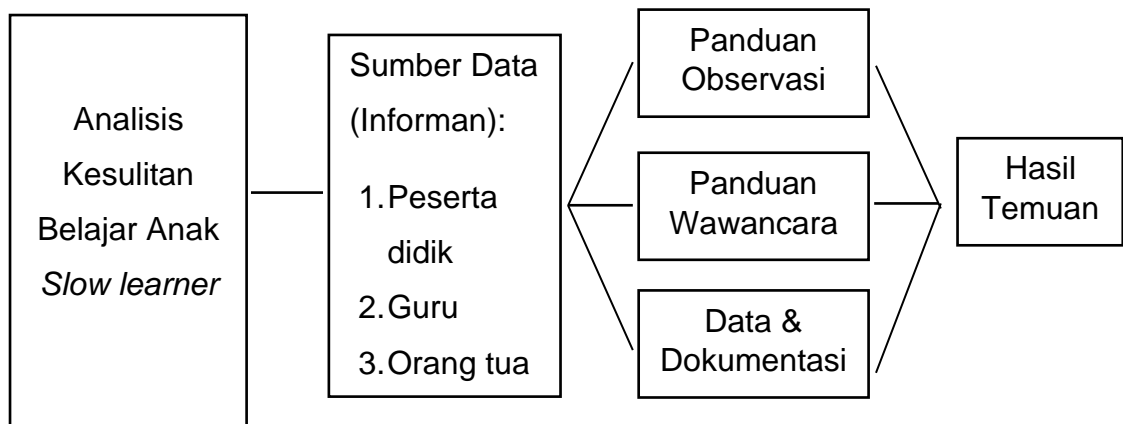 Analisis
Kesulitan
Belajar Anak
Slow learner
Sumber Data
(Informan):
1. Peserta
didik
2. Guru
3. Orang tua
Panduan
Observasi
Panduan
Wawancara
Data &
Dokumentasi
Hasil
Temuan